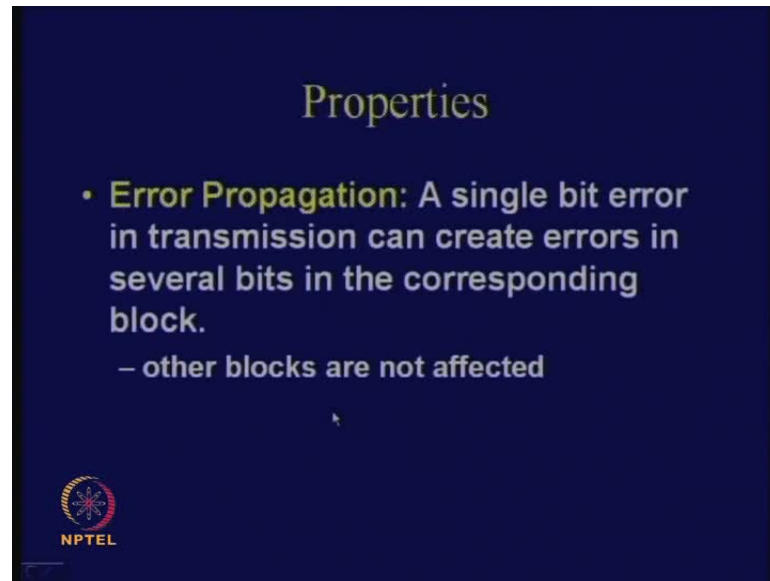 Properties
• Error Propagation: A single bit error
in transmission can create errors in
several bits in the corresponding
block.
– other blocks are not affected
NPTEL